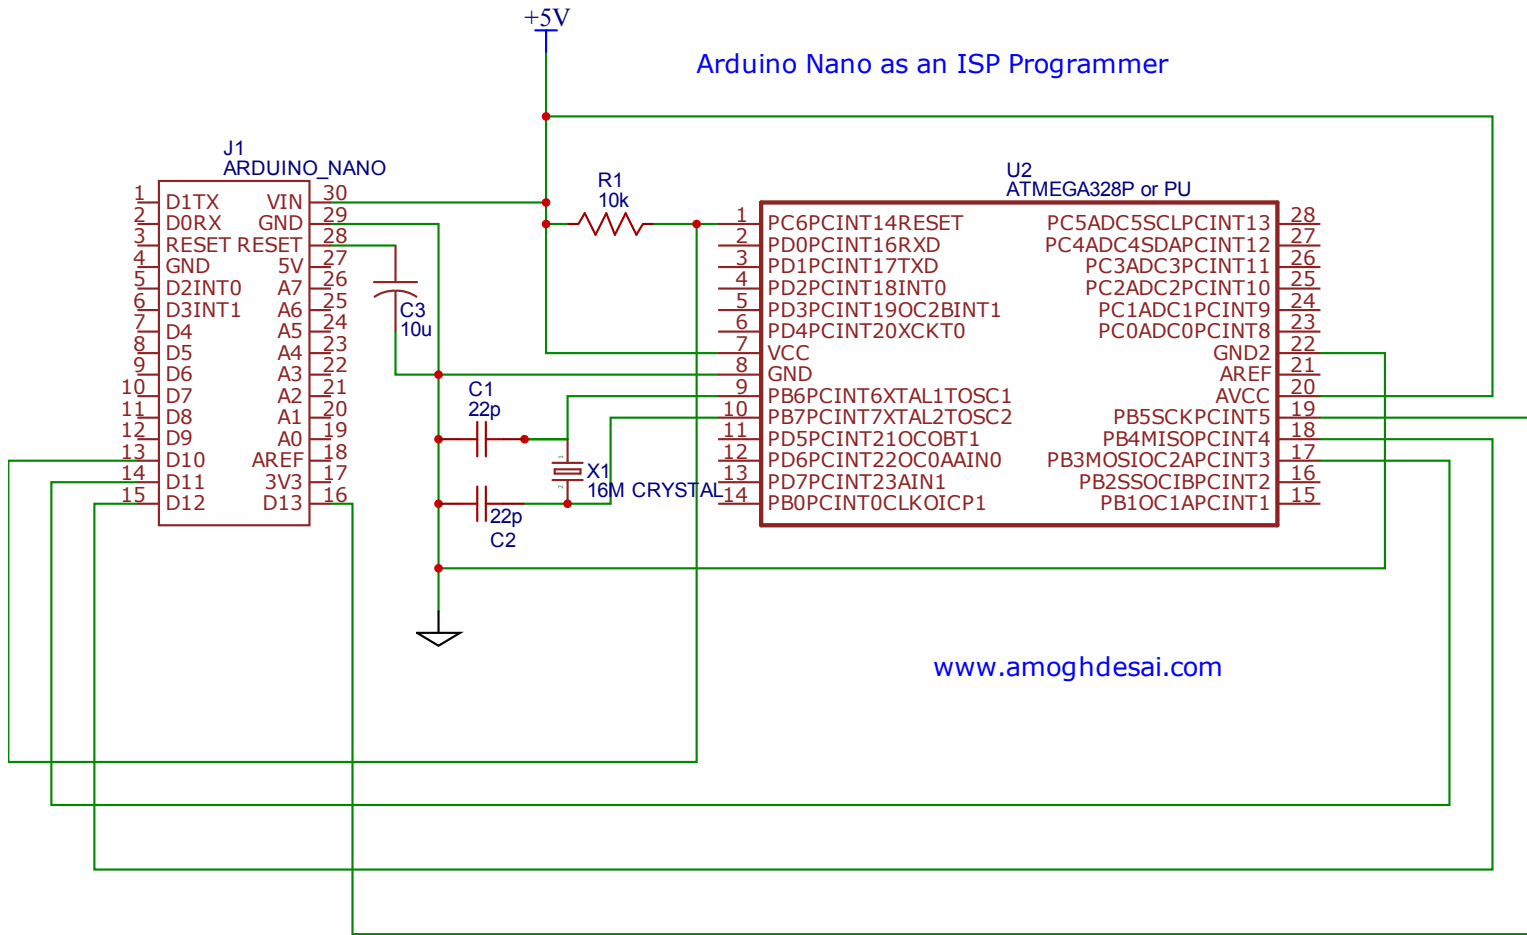 +5V
Arduino Nano as an ISP Programmer
J1
ARDUINO_NANO
1 D1TX VIN 30
2 D0RX GND 29
3 RESET RESET 28
4 GND 5V 27
5 D2INT0 A7 26
6 D3INT1 A6 25
7 D4 A5 24
8 D5 A4 23
9 D6 A3 22
10 D7 A2 21
11 D8 A1 20
12 D9 A0 19
13 D10 AREF 18
14 D11 3V3 17
15 D12 D13 16
C3
10u
R1
10k
C1
22p
X1
16M CRYSTAL
1
2
22p
C2
U2
ATMEGA328P or PU
1 PC6PCINT14RESET PC5ADC5SCLPCINT13 28
2 PD0PCINT16RXD PC4ADC4SDAPCINT12 27
3 PD1PCINT17TXD PC3ADC3PCINT11 26
4 PD2PCINT18INT0 PC2ADC2PCINT10 25
5 PD3PCINT19OC2BINT1 PC1ADC1PCINT9 24
6 PD4PCINT20XCKT0 PC0ADC0PCINT8 23
7 VCC GND2 22
8 GND AREF 21
9 PB6PCINT6XTAL1TOSC1 AVCC 20
10 PB7PCINT7XTAL2TOSC2 PB5SCKPCINT5 19
11 PD5PCINT21OCOBT1 PB4MISOPCINT4 18
12 PD6PCINT22OC0AAIN0 PB3MOSIOC2APCINT3 17
13 PD7PCINT23AIN1 PB2SSOCIBPCINT2 16
14 PB0PCINT0CLKOICP1 PB1OC1APCINT1 15
www.amoghdesai.com